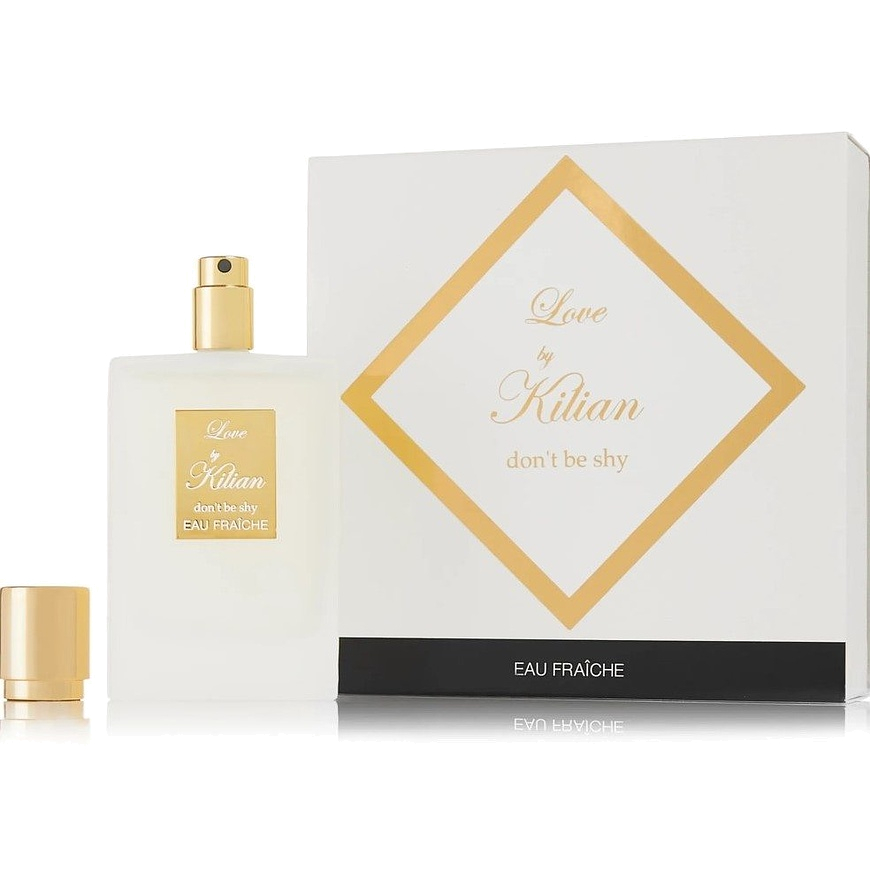 Love
by
Kilian
don't be shy
EAU FRAÎCHE
Love
by
Kilian
don't be shy
EAU FRAÎCHE